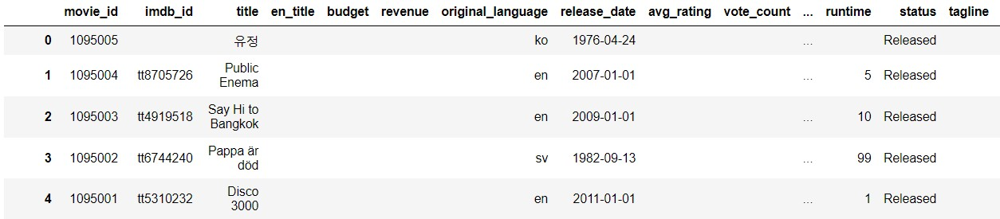 movie_id imdb_id title en_title budget revenue original_language release_date avg_rating vote_count ... runtime status tagline
0 1095005 유정 ko 1976-04-24 ... Released
1 1095004 tt8705726 Public Enema en 2007-01-01 ... 5 Released
2 1095003 tt4919518 Say Hi to Bangkok en 2009-01-01 ... 10 Released
3 1095002 tt6744240 Pappa är död sv 1982-09-13 ... 99 Released
4 1095001 tt5310232 Disco 3000 en 2011-01-01 ... 1 Released